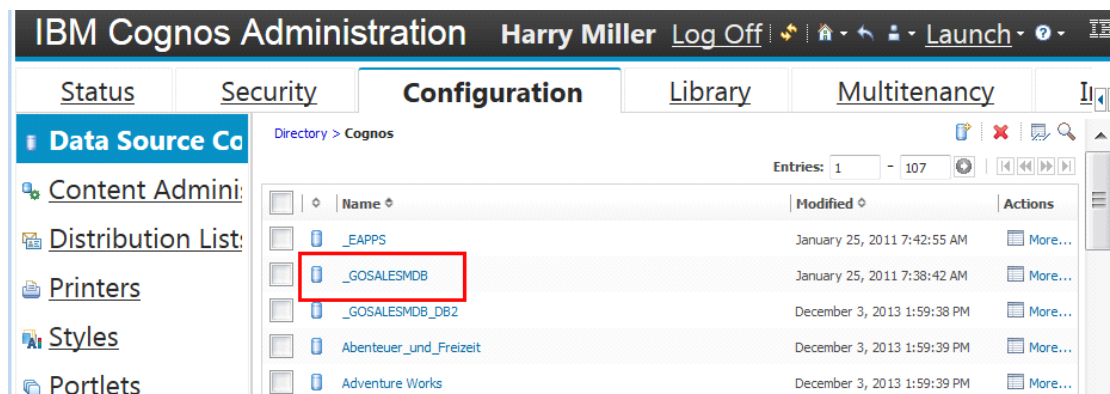 IBM Cognos Administration Harry Miller Log Off Launch IBM
Status Security Configuration Library Multitenancy
Data Source Co
Directory > Cognos
Entries: 1 - 107
Content Adminis
Name Modified Actions
_EAPPS January 25, 2011 7:42:55 AM More...
Distribution Lists
_GOSALESMDB January 25, 2011 7:38:42 AM More...
Printers
_GOSALESMDB_DB2 December 3, 2013 1:59:38 PM More...
Styles
Abenteuer_und_Freizeit December 3, 2013 1:59:39 PM More...
Portlets
Adventure Works December 3, 2013 1:59:39 PM More...